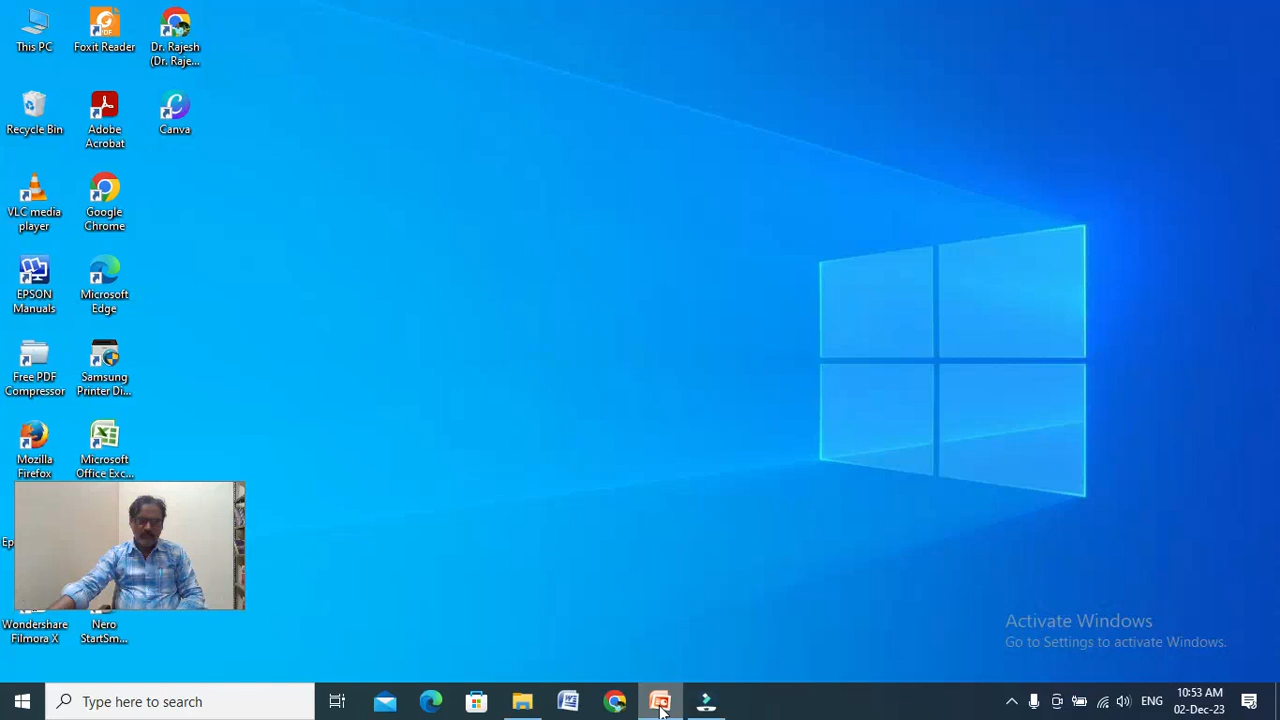 This PC
Foxit Reader
Dr. Rajesh
(Dr. Raje...
Recycle Bin
Adobe
Acrobat
Canva
VLC media
player
Google
Chrome
EPSON
Manuals
Microsoft
Edge
Free PDF
Compressor
Samsung
Printer Di...
Mozilla
Firefox
Microsoft
Office Exc...
Ep
Wondershare
Filmora X
Nero
StartSm...
Activate Windows
Go to Settings to activate Windows.
Type here to search
ENG
10:53 AM
02-Dec-23